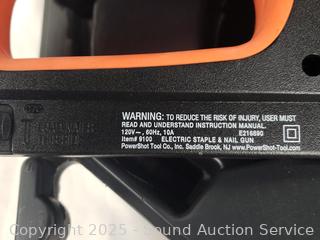 WARNING: TO REDUCE THE RISK OF INJURY, USER MUST
READ AND UNDERSTAND INSTRUCTION MANUAL.
120V~, 60Hz, 10A E216890
Item# 9100 ELECTRIC STAPLE & NAIL GUN
PowerShot Tool Co., Inc. Saddle Brook, NJ www.PowerShot-Tool.com
Copyright © 2025 - Sound Auction Service